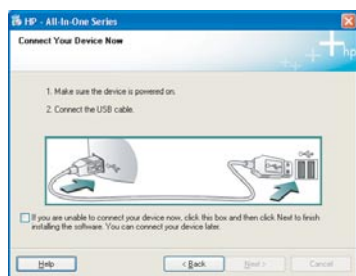 HP - All-In-One Series
Connect Your Device Now
hp
1. Make sure the device is powered on.
2. Connect the USB cable.
If you are unable to connect your device now, click this box and then click Next to finish
installing the software. You can connect your device later.
Help
< Back
Next >
Cancel